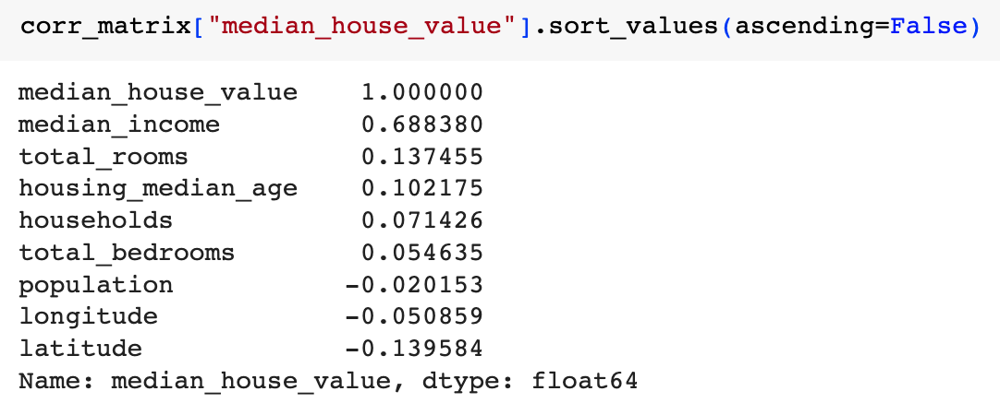 corr_matrix["median_house_value"].sort_values(ascending=False)
median_house_value 1.000000
median_income 0.688380
total_rooms 0.137455
housing_median_age 0.102175
households 0.071426
total_bedrooms 0.054635
population -0.020153
longitude -0.050859
latitude -0.139584
Name: median_house_value, dtype: float64